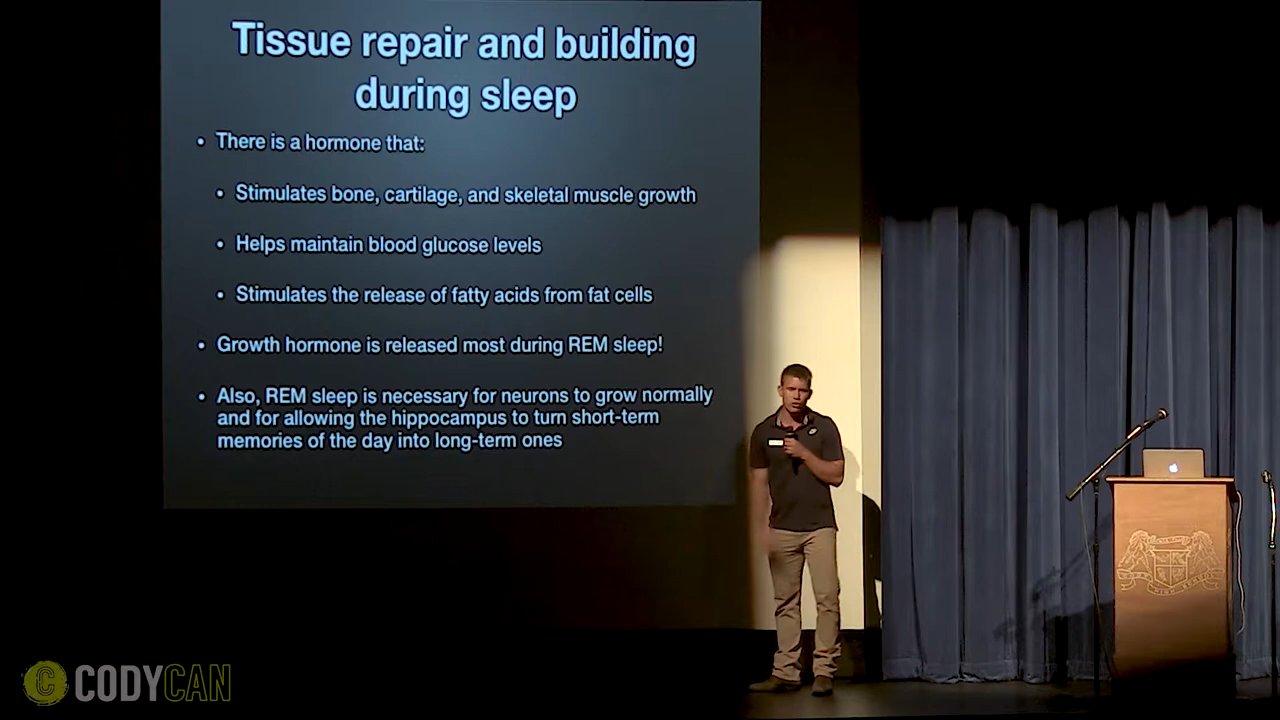 Tissue repair and building
during sleep
• There is a hormone that:
• Stimulates bone, cartilage, and skeletal muscle growth
• Helps maintain blood glucose levels
• Stimulates the release of fatty acids from fat cells
• Growth hormone is released most during REM sleep!
• Also, REM sleep is necessary for neurons to grow normally
and for allowing the hippocampus to turn short-term
memories of the day into long-term ones
HIGH SCHOOL
C CODYCAN